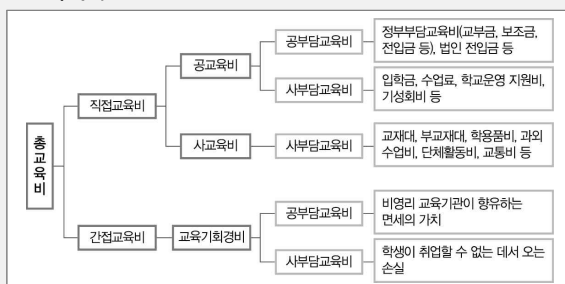 총교육비
직접교육비
공교육비
공부담교육비
정부부담교육비(교부금, 보조금,
전입금 등), 법인 전입금 등
사부담교육비
입학금, 수업료, 학교운영 지원비,
기성회비 등
사교육비
사부담교육비
교재대, 부교재대, 학용품비, 과외
수업비, 단체활동비, 교통비 등
간접교육비
교육기회경비
공부담교육비
비영리 교육기관이 향유하는
면세의 가치
사부담교육비
학생이 취업할 수 없는 데서 오는
손실